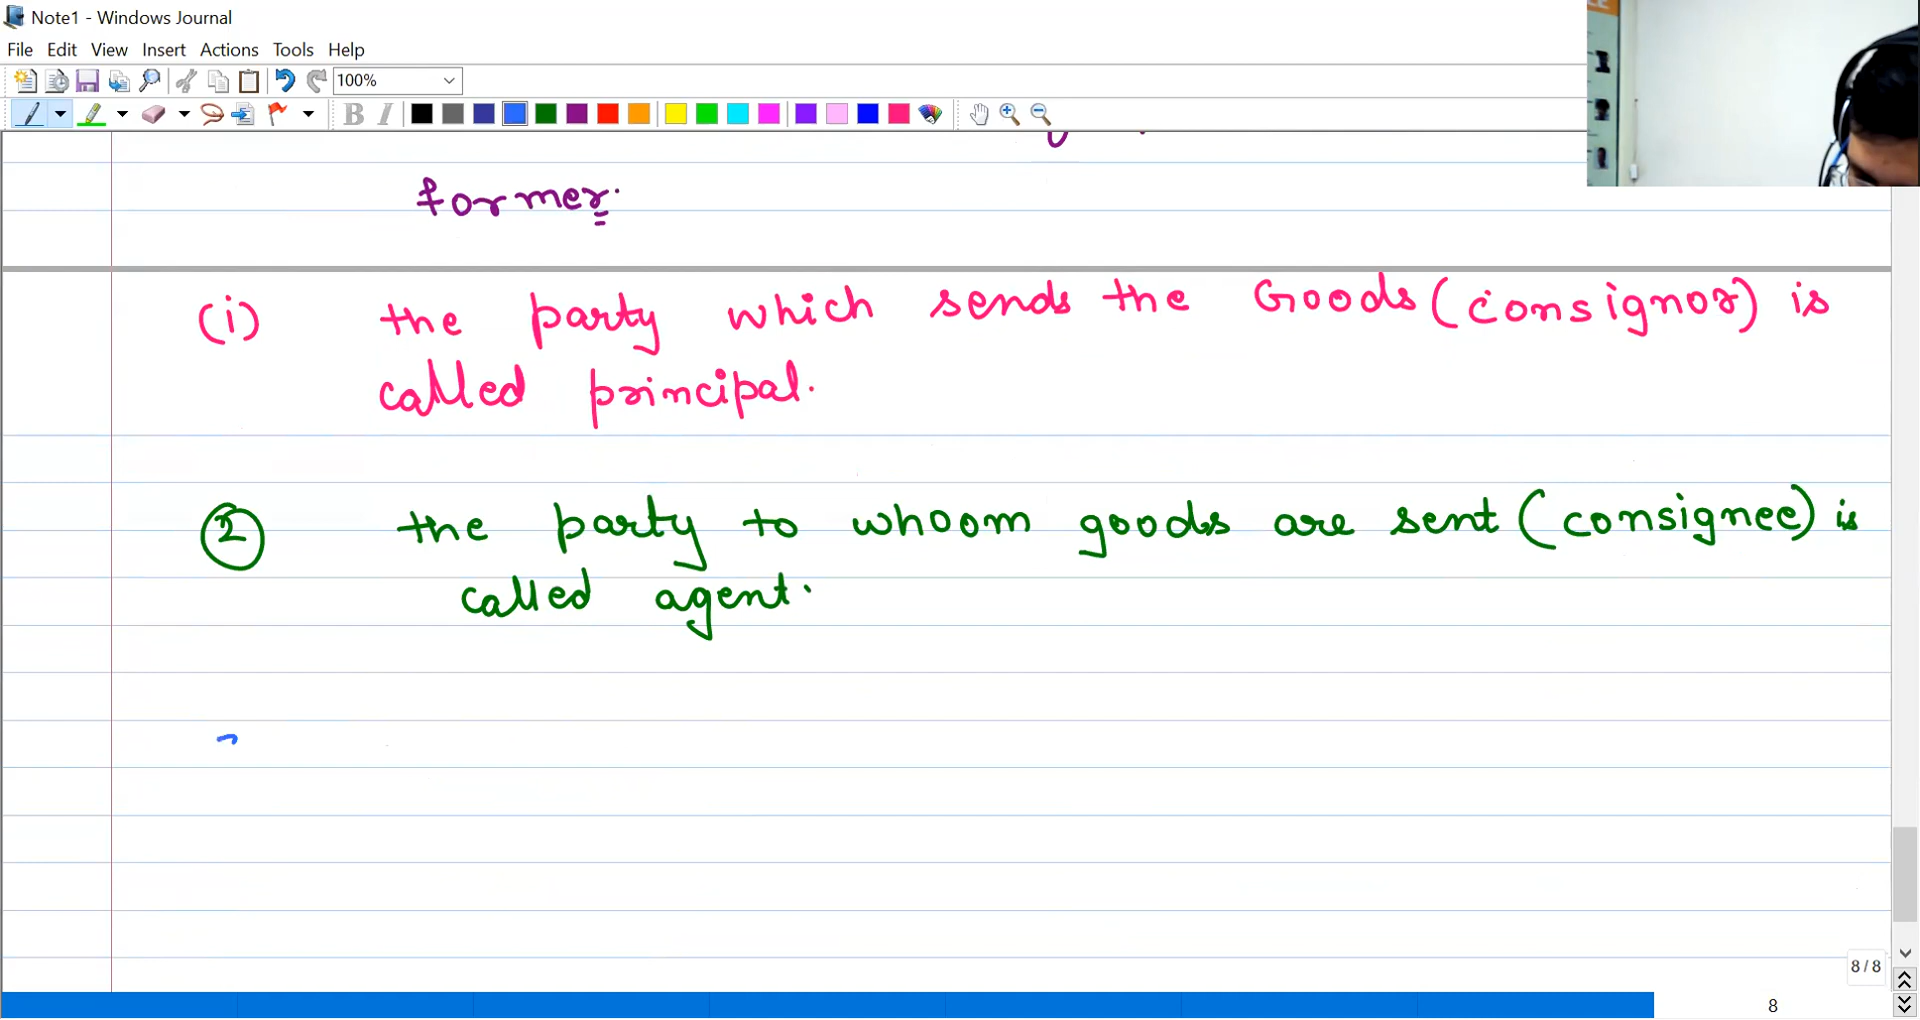 Note1 - Windows Journal
File Edit View Insert Actions Tools Help
100%
B I
former.
(i) the party which sends the Goods (consignor) is
called principal.
2 the party to whoom goods are sent (consignee) is
called agent.
8 / 8
8